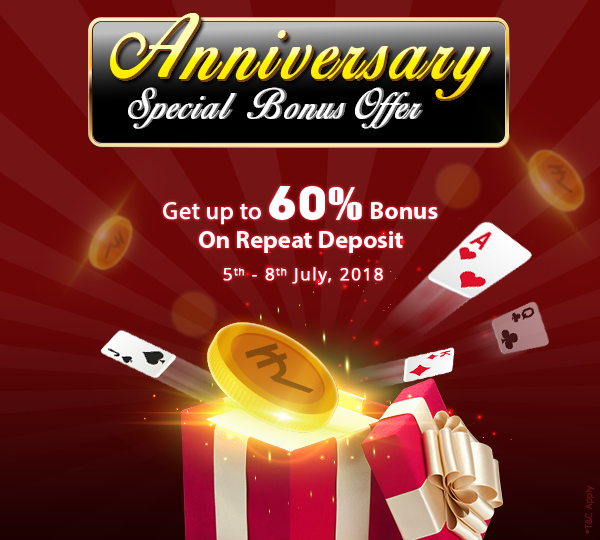 Anniversary
Special Bonus Offer
Get up to 60% Bonus
On Repeat Deposit
5th - 8th July, 2018
A
Q
J
K
₹
*T&C Apply